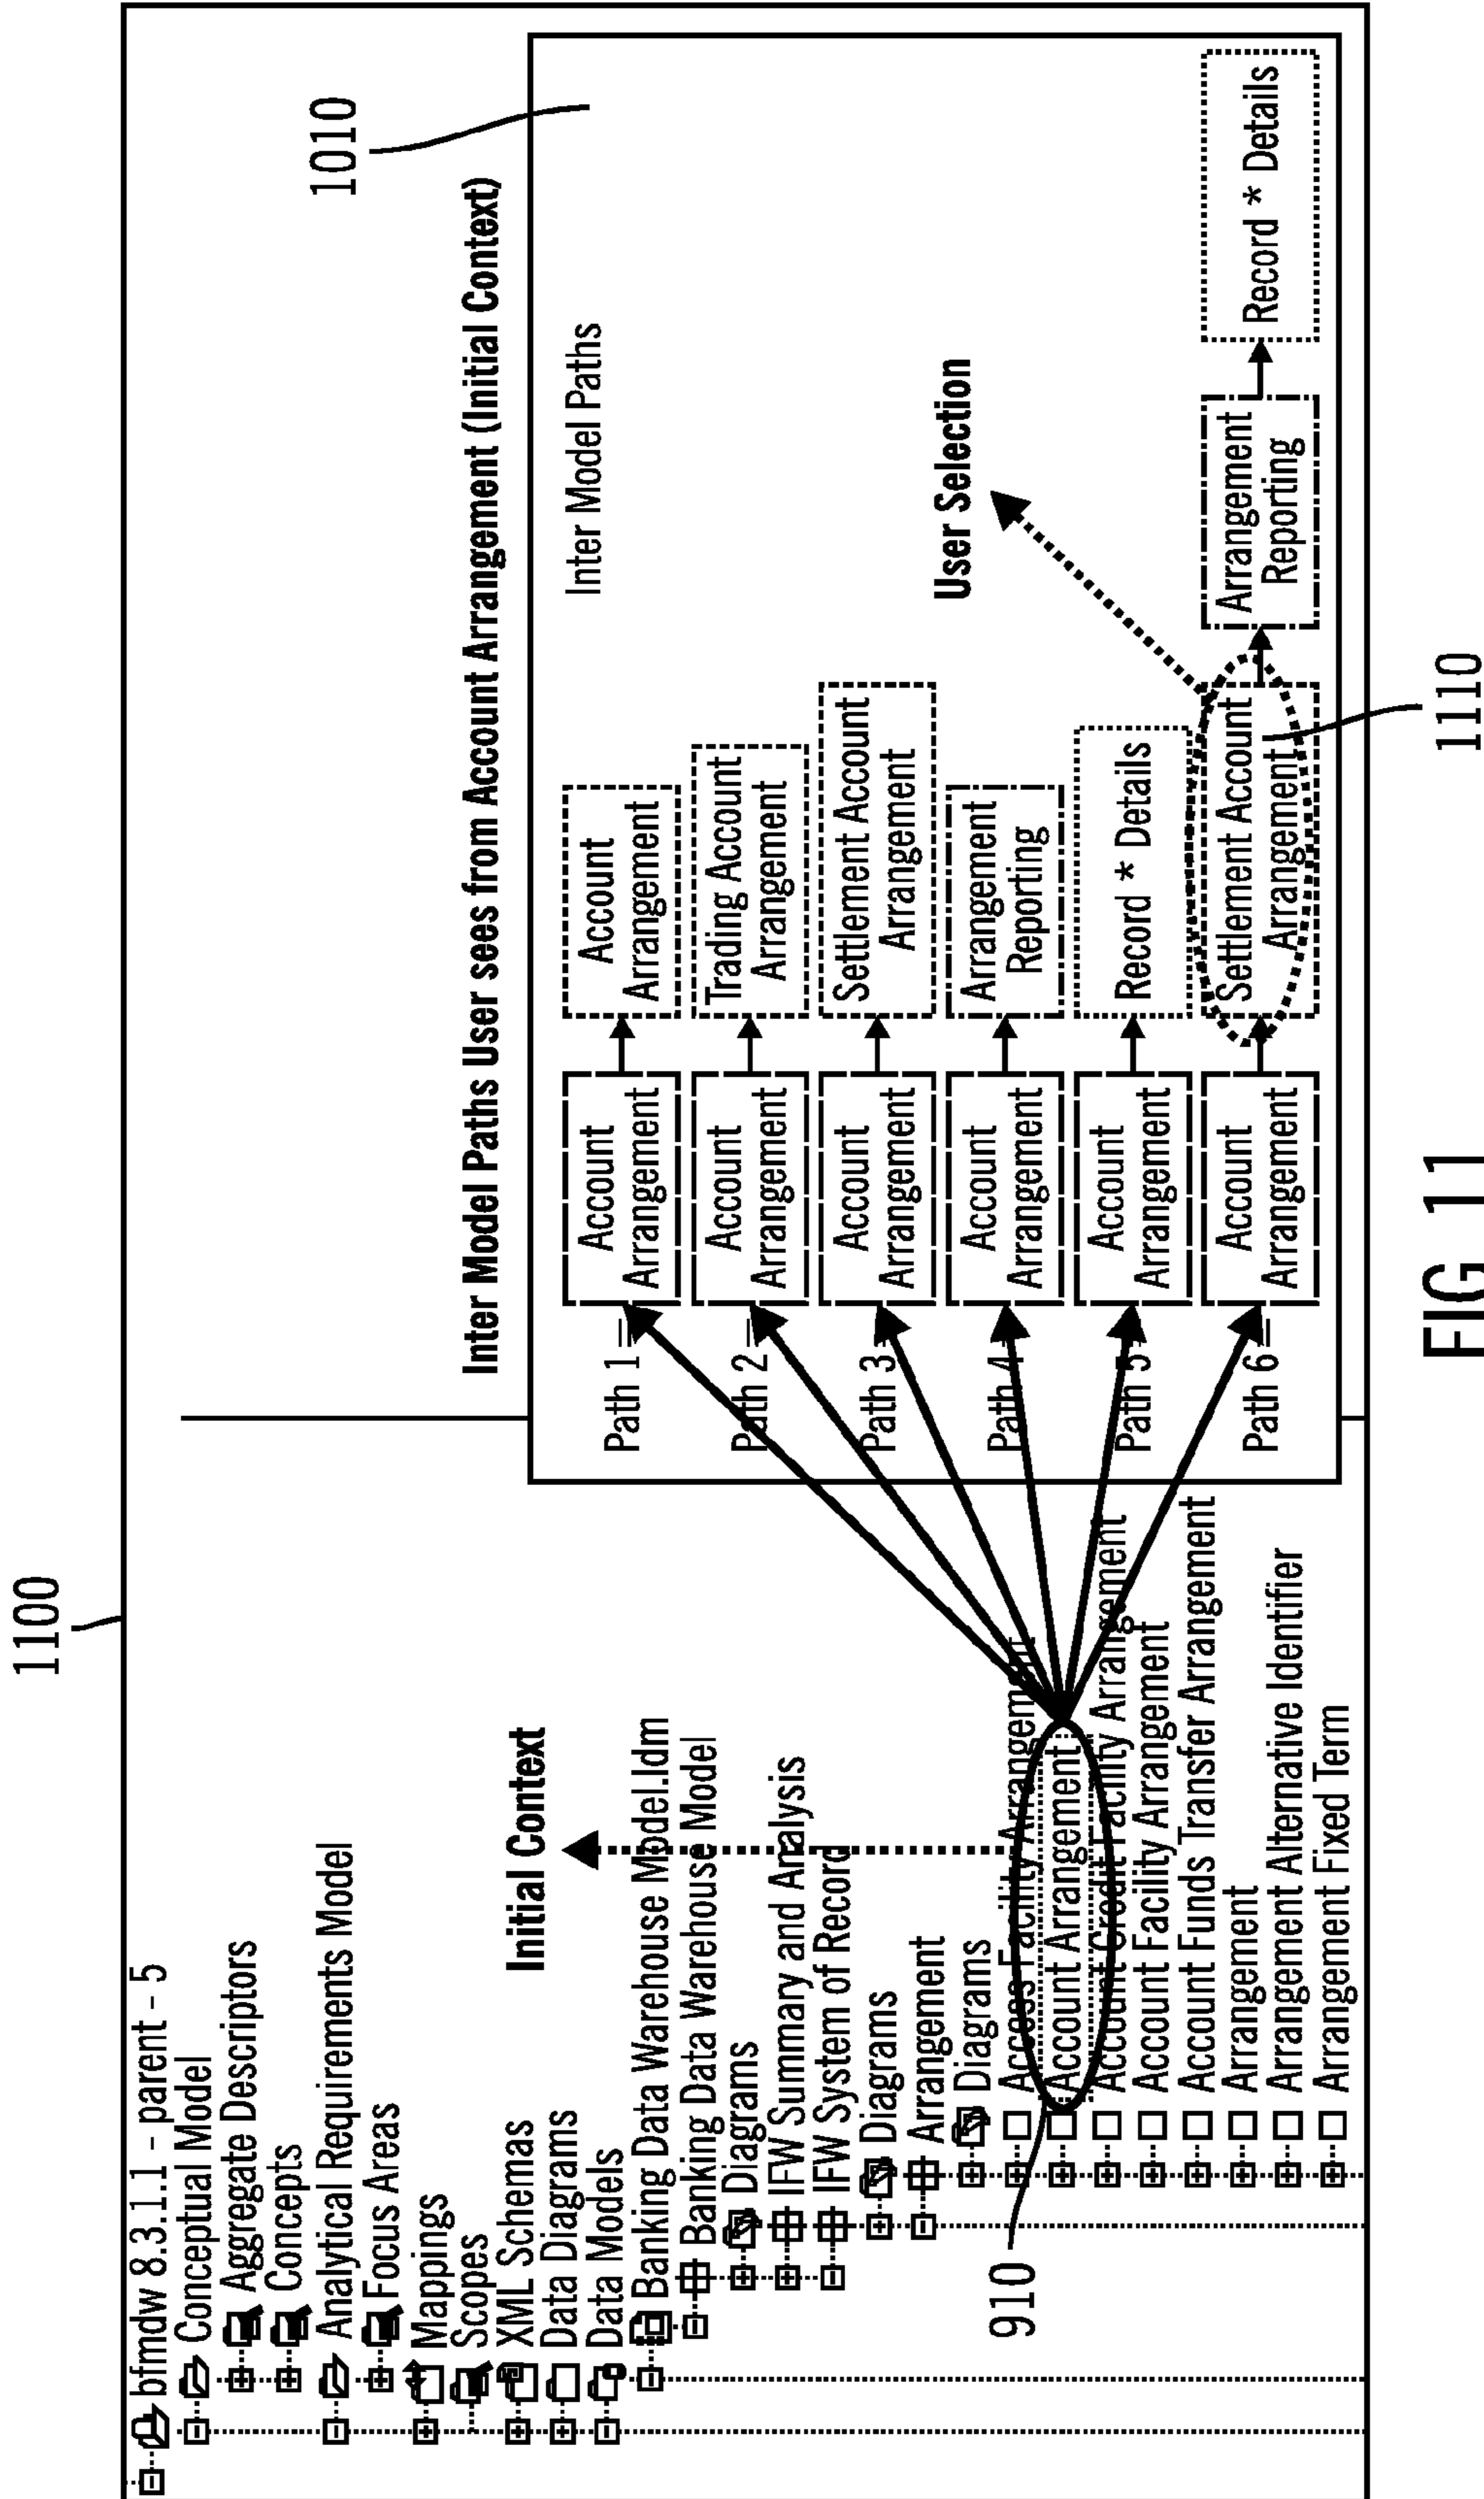 1100
bfmdw 8.3.1.1 - parent - 5
Conceptual Model
Aggregate Descriptors
Concepts
Analytical Requirements Model
Focus Areas
Mappings
Scopes
XML Schemas
Data Diagrams
Data Models
Banking Data Warehouse Model.ldm
Banking Data Warehouse Model
Diagrams
IFW Summary and Analysis
IFW System of Record
Diagrams
Arrangement
Diagrams
Access Facility Arrangement
Account Arrangement
Account Credit Facility Arrangement
Account Facility Arrangement
Account Funds Transfer Arrangement
Arrangement
Arrangement Alternative Identifier
Arrangement Fixed Term
910
Initial Context
1010
Inter Model Paths User sees from Account Arrangement (Initial Context)
Inter Model Paths
Path 1=
Account
Arrangement
Account
Arrangement
Path 2=
Account
Arrangement
Trading Account
Arrangement
Path 3=
Account
Arrangement
Settlement Account
Arrangement
User Selection
Path 4=
Account
Arrangement
Arrangement
Reporting
Path 5=
Account
Arrangement
Record * Details
Path 6=
Account
Arrangement
Settlement Account
Arrangement
Arrangement
Reporting
Record * Details
1110
FIG. 11